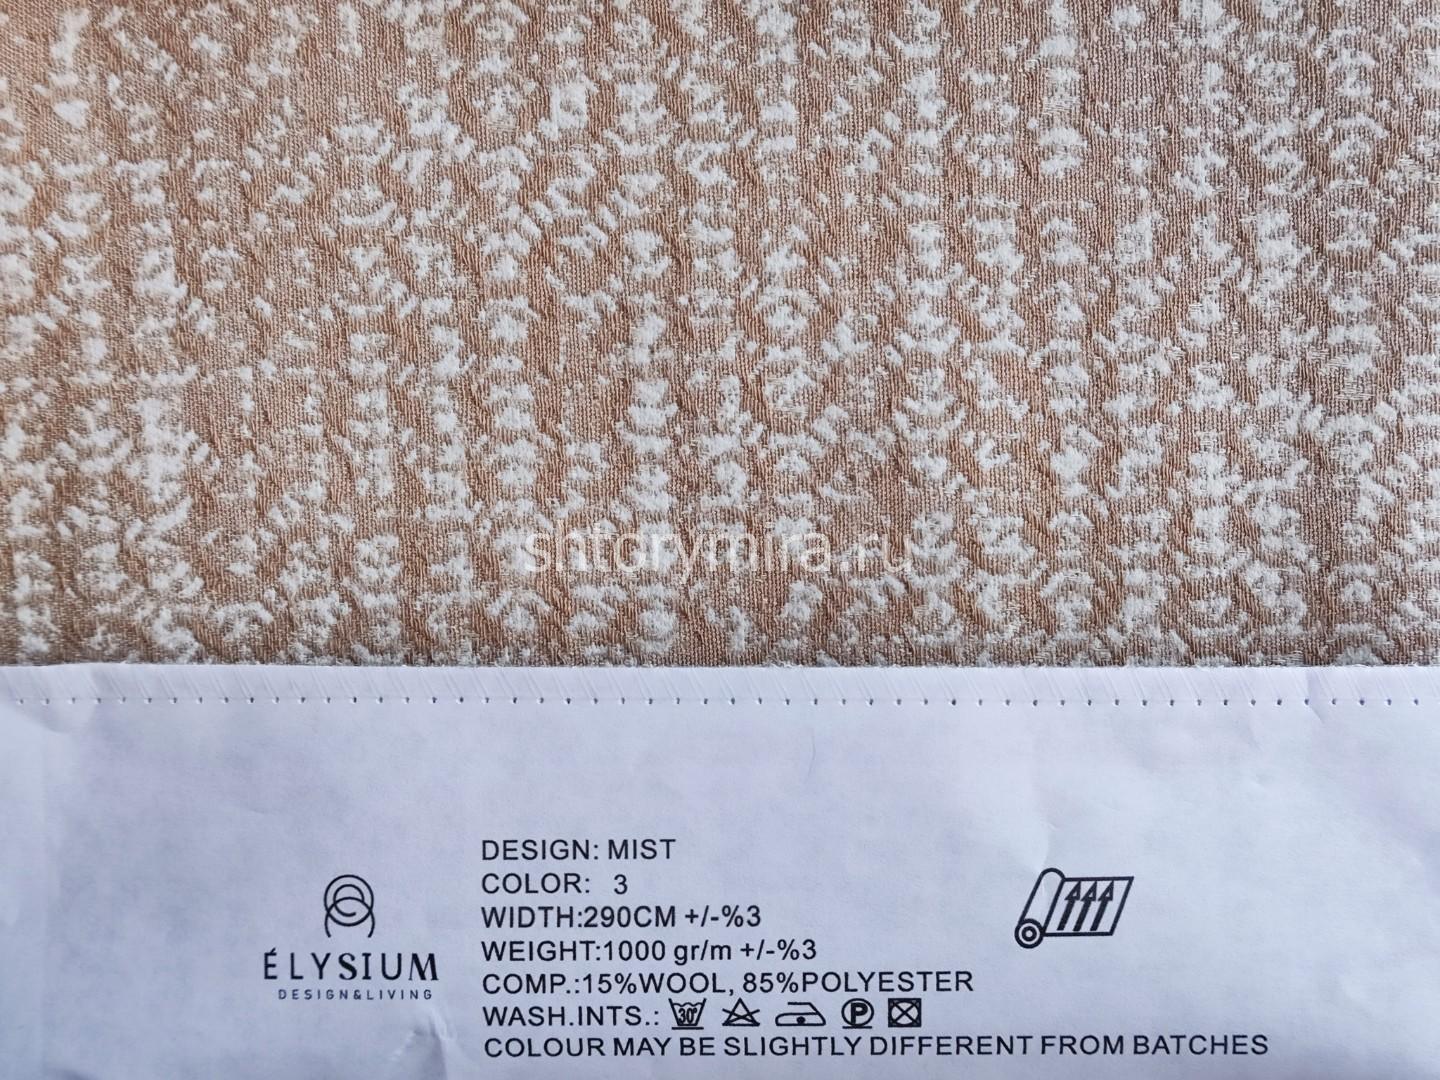 shtorymira.ru
DESIGN: MIST
COLOR: 3
WIDTH:290CM +/-%3
WEIGHT:1000 gr/m +/-%3
COMP.:15%WOOL, 85%POLYESTER
WASH.INTS.: 30° P
COLOUR MAY BE SLIGHTLY DIFFERENT FROM BATCHES
ÉLYSIUM
DESIGN&LIVING